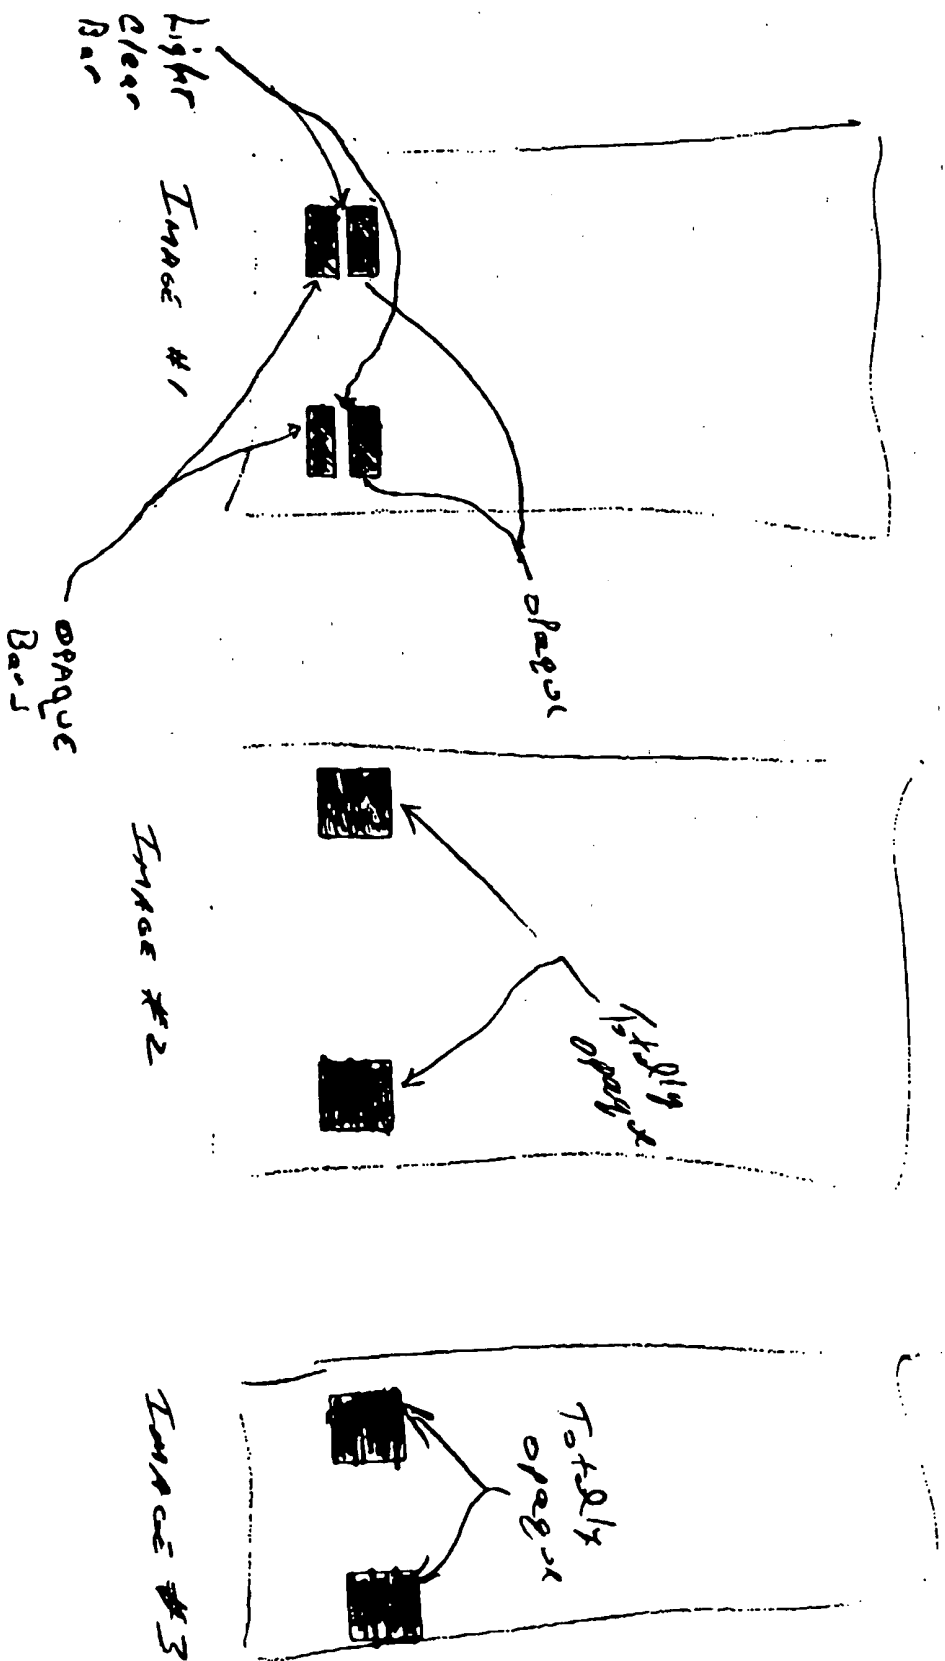 Light
Clear
Bar
IMAGE #1
opaque
OPAQUE
Bars
Totally
opaque
IMAGE #2
Totally
opaque
IMAGE #3